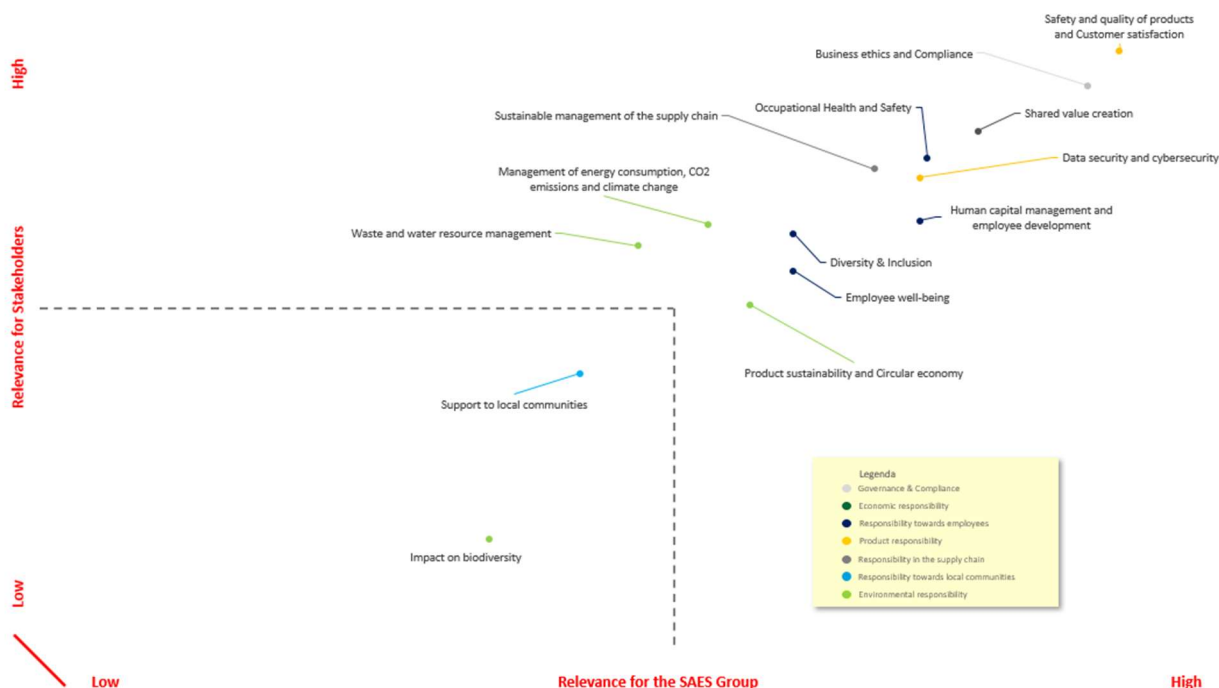 Safety and quality of products
and Customer satisfaction
Business ethics and Compliance
High
Occupational Health and Safety
Shared value creation
Sustainable management of the supply chain
Data security and cybersecurity
Management of energy consumption, CO2
emissions and climate change
Human capital management and
employee development
Waste and water resource management
Diversity & Inclusion
Employee well-being
Relevance for Stakeholders
Product sustainability and Circular economy
Support to local communities
Legenda
Governance & Compliance
Economic responsibility
Responsibility towards employees
Product responsibility
Responsibility in the supply chain
Responsibility towards local communities
Environmental responsibility
Impact on biodiversity
Low
Low
Relevance for the SAES Group
High